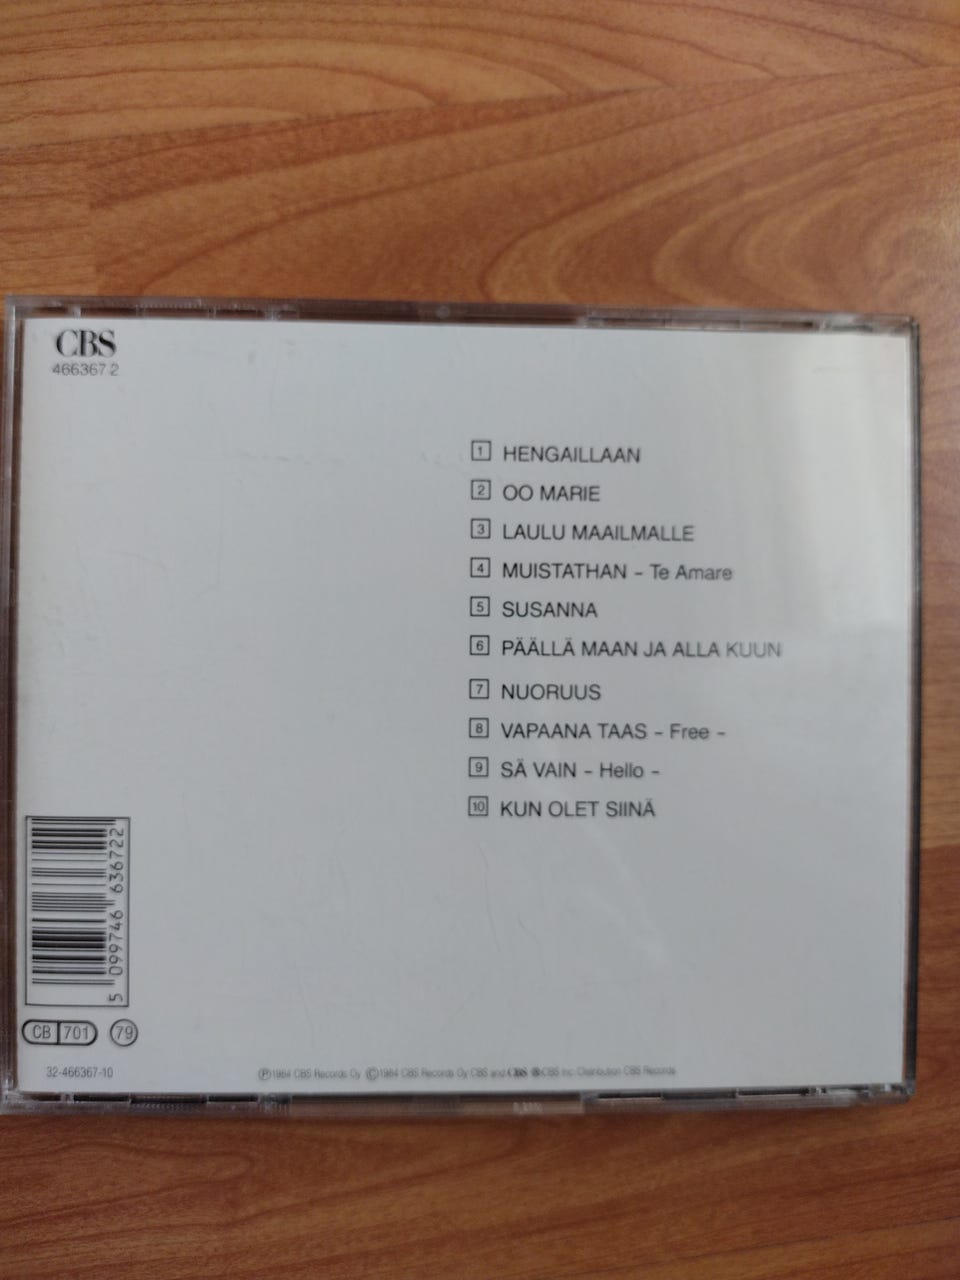 CBS
466367 2
1 HENGAILLAAN
2 OO MARIE
3 LAULU MAAILMALLE
4 MUISTATHAN - Te Amare
5 SUSANNA
6 PÄÄLLÄ MAAN JA ALLA KUUN
7 NUORUUS
8 VAPAANA TAAS - Free -
9 SÄ VAIN - Hello -
10 KUN OLET SIINÄ
5 099746 636722
CB 701 79
32-466367-10
Ⓟ1984 CBS Records Oy Ⓒ1984 CBS Records Oy CBS and CBS ® CBS Inc Distribution CBS Records